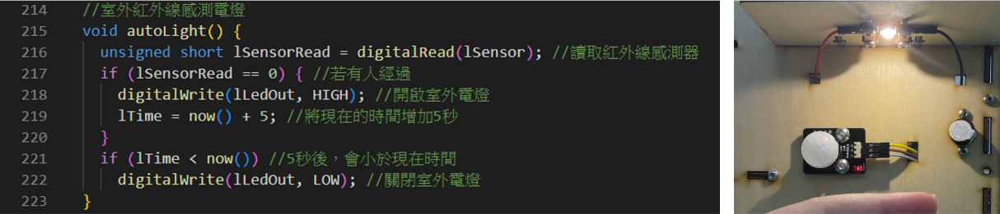 214 //室外紅外線感測電燈
215 void autoLight() {
216 unsigned short lSensorRead = digitalRead(lSensor); //讀取紅外線感測器
217 if (lSensorRead == 0) { //若有人經過
218 digitalWrite(lLedOut, HIGH); //開啟室外電燈
219 lTime = now() + 5; //將現在的時間增加5秒
220 }
221 if (lTime < now()) //5秒後，會小於現在時間
222 digitalWrite(lLedOut, LOW); //關閉室外電燈
223 }